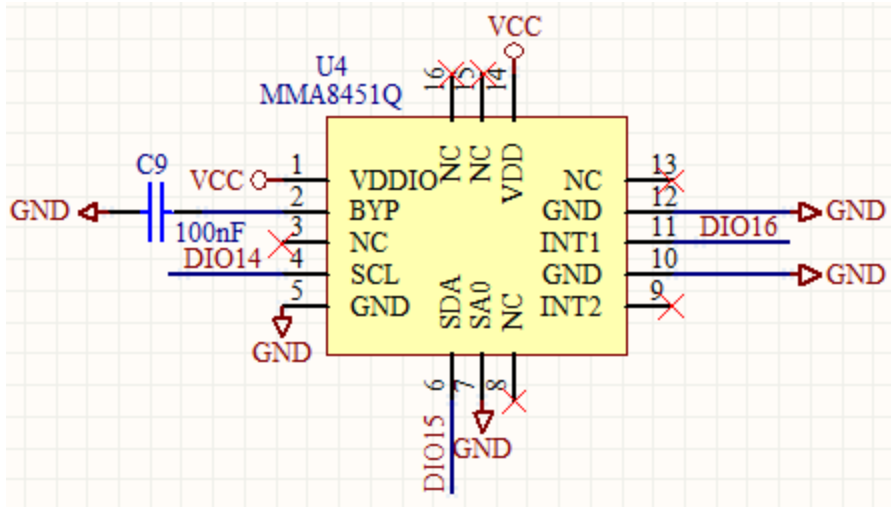 VCC
U4
MMA8451Q
16
15
14
NC
NC
VDD
C9
VCC
1
VDDIO
NC
13
GND
2
BYP
GND
12
GND
100nF
3
NC
INT1
11
DIO16
DIO14
4
SCL
GND
10
GND
5
GND
INT2
9
GND
SDA
SA0
NC
6
7
8
DIO15
GND